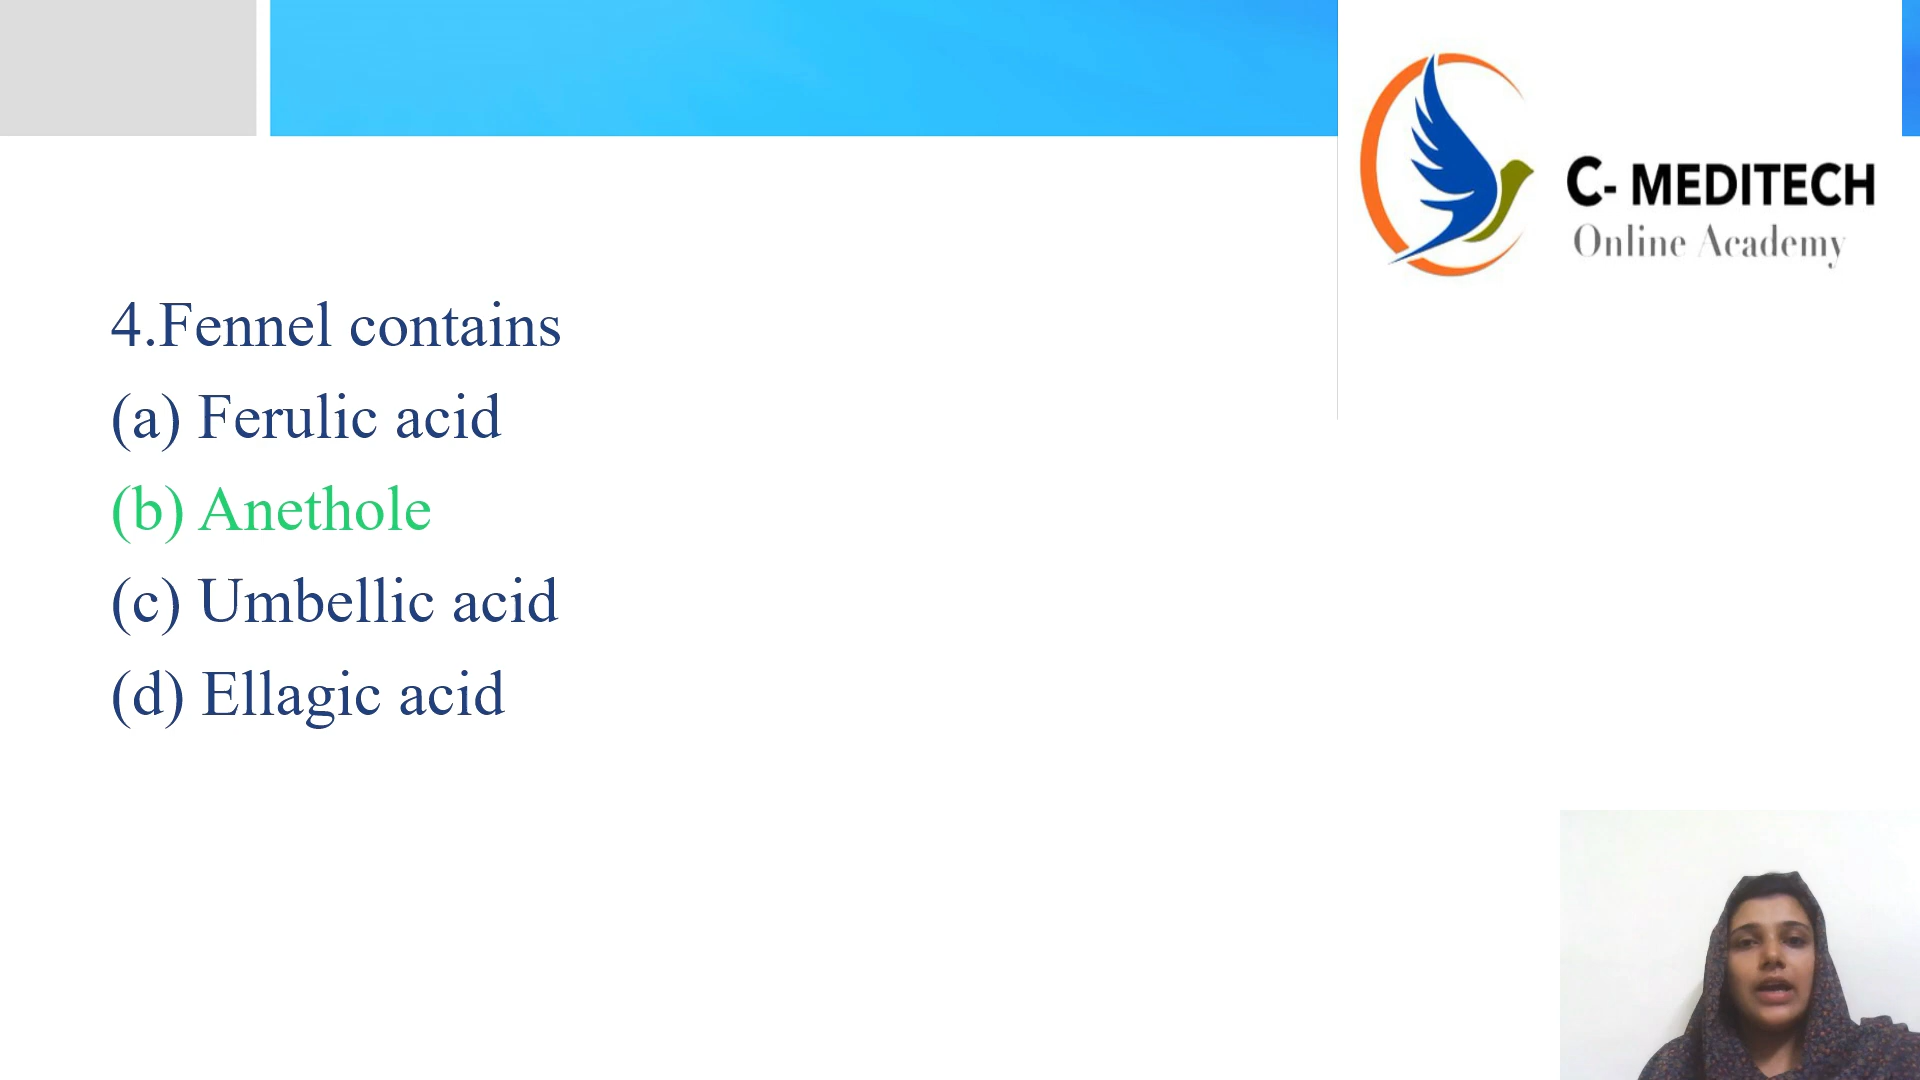 C- MEDITECH
Online Academy
4.Fennel contains
(a) Ferulic acid
(b) Anethole
(c) Umbellic acid
(d) Ellagic acid